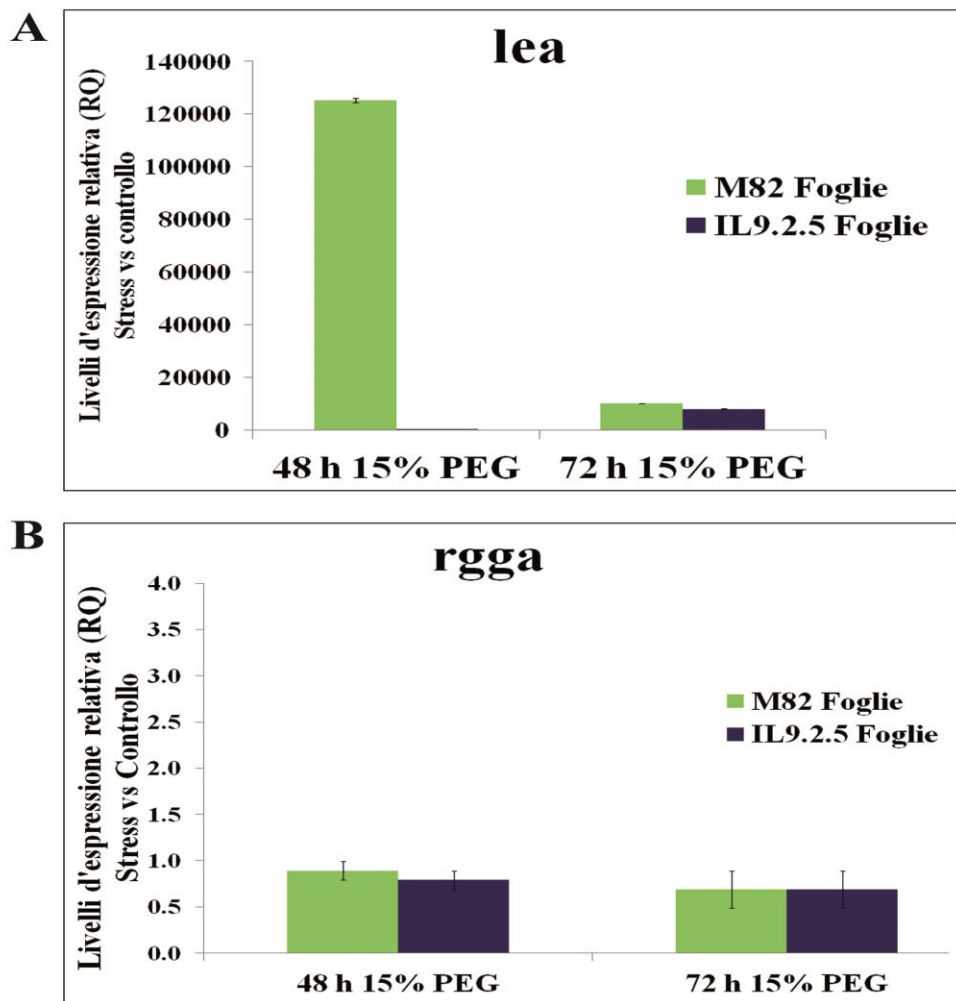 A
lea
140000
120000
100000
80000
60000
40000
20000
0
Livelli d'espressione relativa (RQ)
Stress vs controllo
M82 Foglie
IL9.2.5 Foglie
48 h 15% PEG
72 h 15% PEG
B
rgga
4.0
3.5
3.0
2.5
2.0
1.5
1.0
0.5
0.0
Livelli d'espressione relativa (RQ)
Stress vs Controllo
M82 Foglie
IL9.2.5 Foglie
48 h 15% PEG
72 h 15% PEG